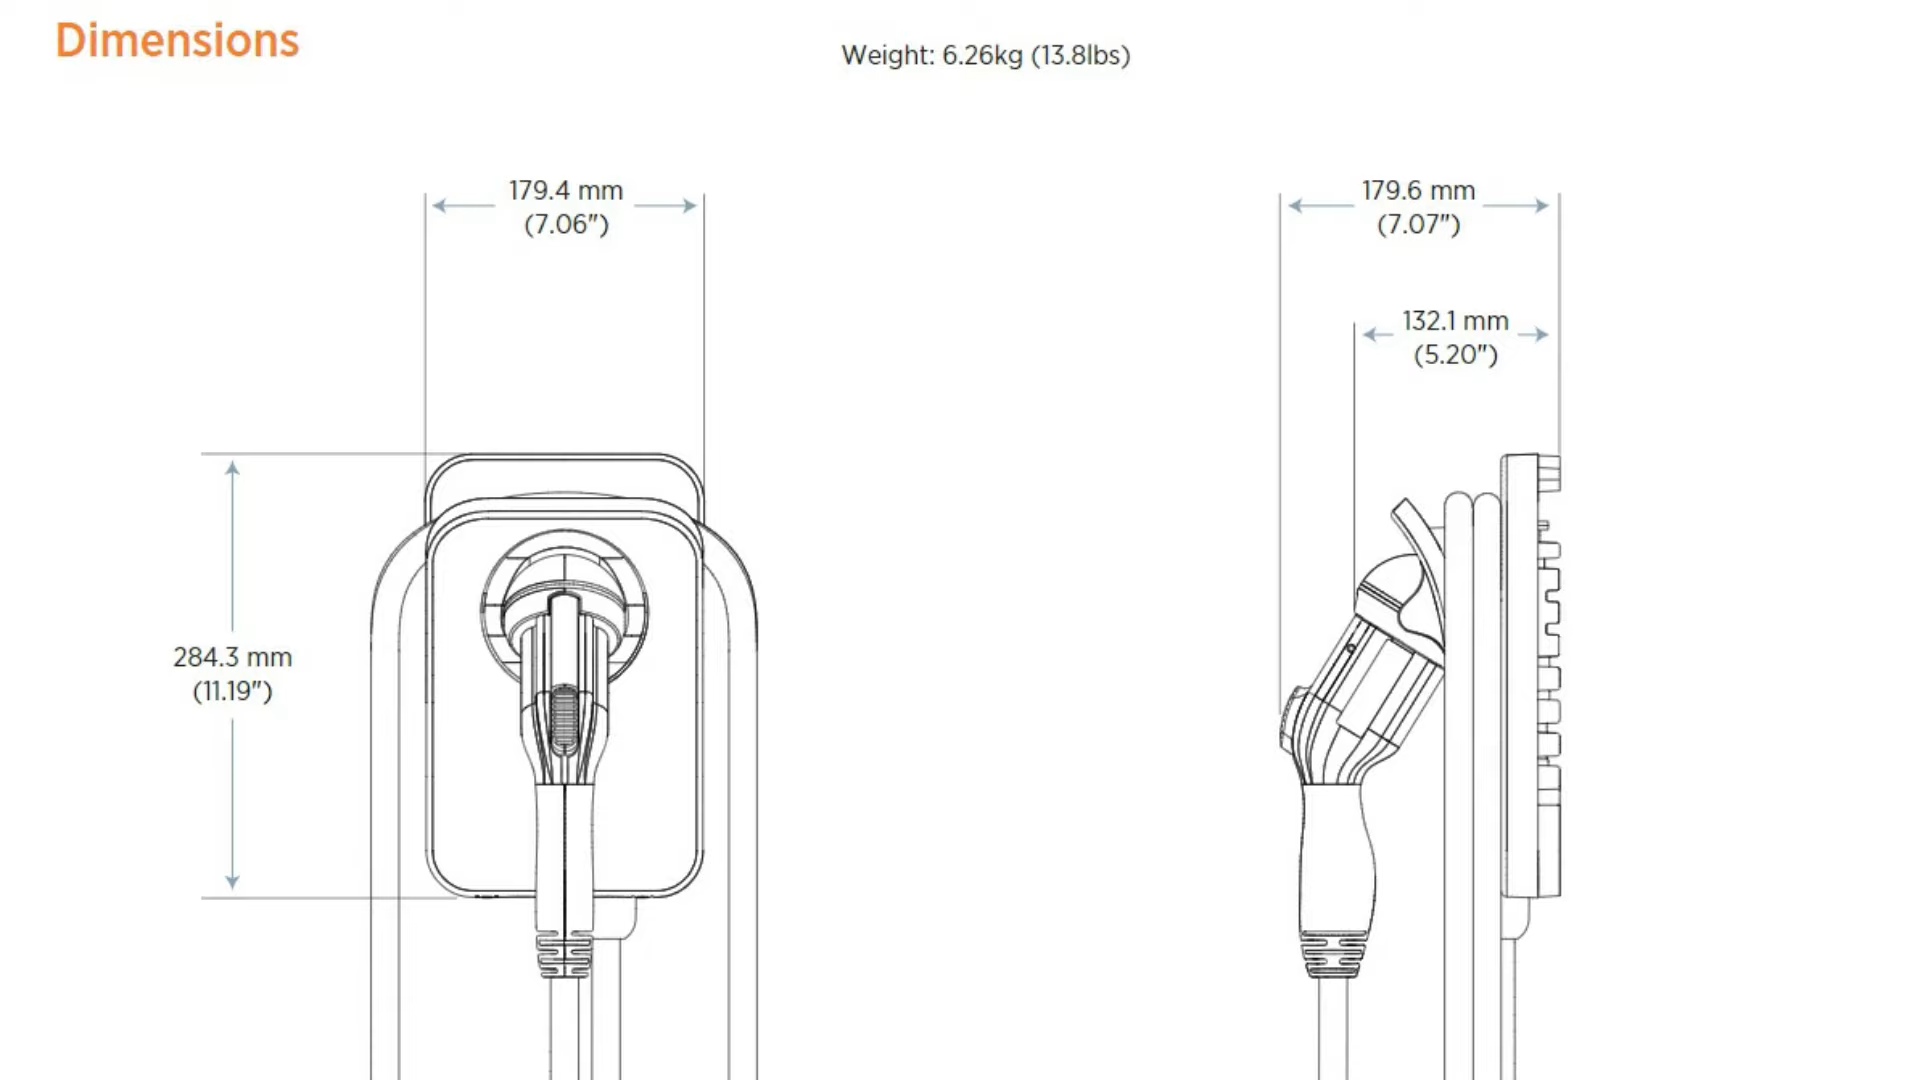 Dimensions
Weight: 6.26kg (13.8lbs)
179.4 mm
(7.06")
179.6 mm
(7.07")
132.1 mm
(5.20")
284.3 mm
(11.19")